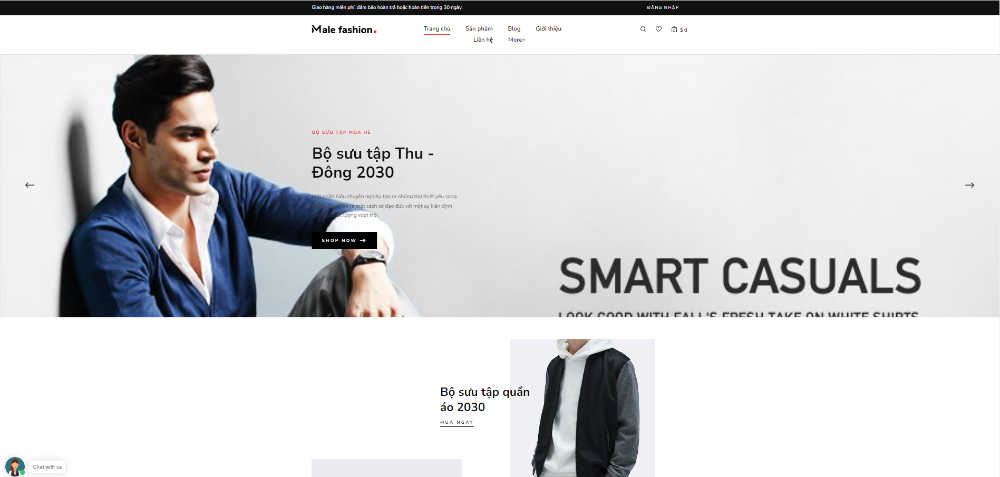 Giao hàng miễn phí, đảm bảo hoàn trả hoặc hoàn tiền trong 30 ngày.
ĐĂNG NHẬP
Male fashion.
Trang chủ
Sản phẩm
Blog
Giới thiệu
Liên hệ
More+
0
$ 0
BỘ SƯU TẬP MÙA HÈ
Bộ sưu tập Thu -
Đông 2030
Một nhãn hiệu chuyên nghiệp tạo ra những thứ thiết yếu sang
tạo ra một cách có đạo đức với một sự kiên định
lượng vượt trội.
SHOP NOW
SMART CASUALS
LOOK GOOD WITH FALL'S FRESH TAKE ON WHITE SHIRTS
Bộ sưu tập quần
áo 2030
MUA NGAY
Chat with us